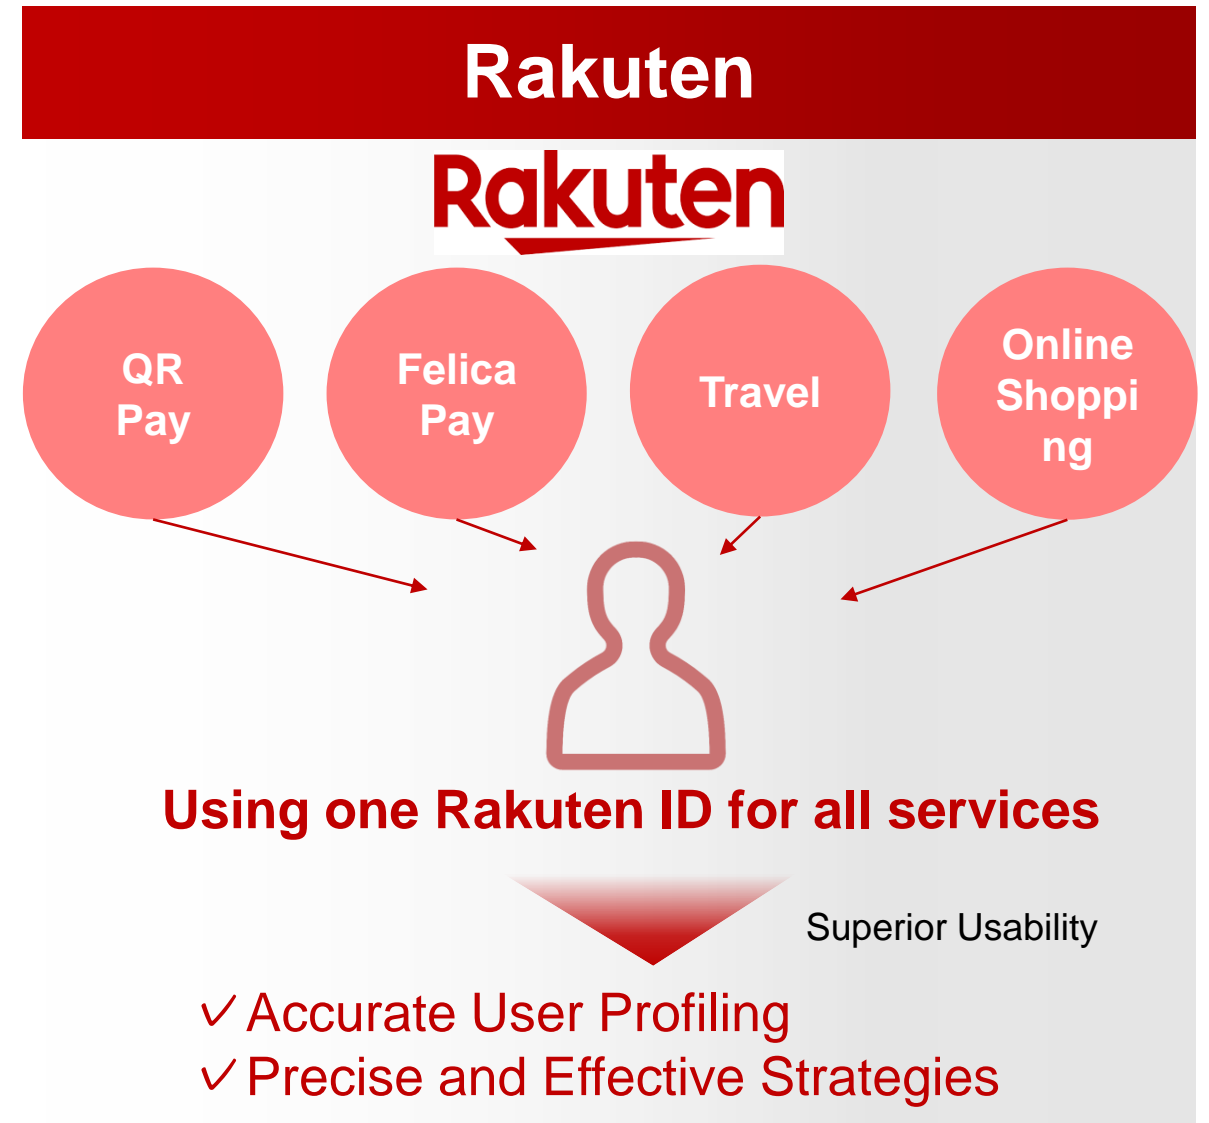 Rakuten
Rakuten
QR
Pay
Felica
Pay
Travel
Online
Shoppi
ng
Using one Rakuten ID for all services
Superior Usability
✓ Accurate User Profiling
✓ Precise and Effective Strategies